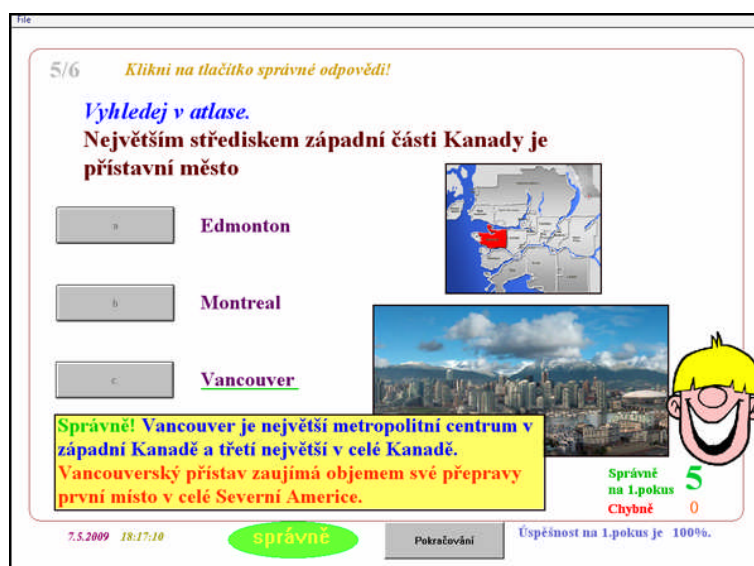 File
5/6 Klikni na tlačítko správné odpovědi!
Vyhledej v atlase.
Největším střediskem západní části Kanady je
přístavní město
a Edmonton
b Montreal
c. Vancouver
Správně! Vancouver je největší metropolitní centrum v
západní Kanadě a třetí největší v celé Kanadě.
Vancouverský přístav zaujímá objemem své přepravy
první místo v celé Severní Americe.
Správně
na 1.pokus 5
Chybně 0
7.5.2009 18:17:10 správně Pokračování Úspěšnost na 1.pokus je 100%.